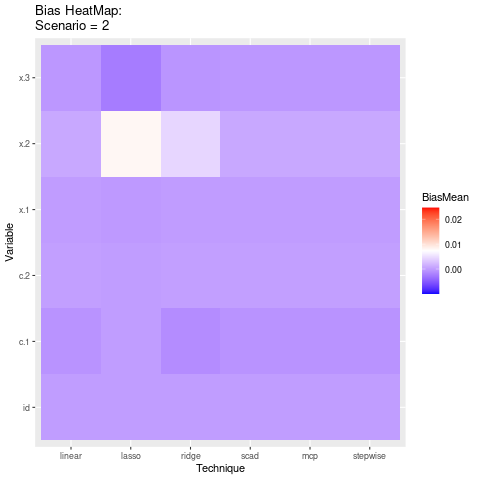 Bias HeatMap:
Scenario = 2
Variable
x.3
x.2
x.1
c.2
c.1
id
linear lasso ridge scad mcp stepwise
Technique
BiasMean
0.02
0.01
0.00